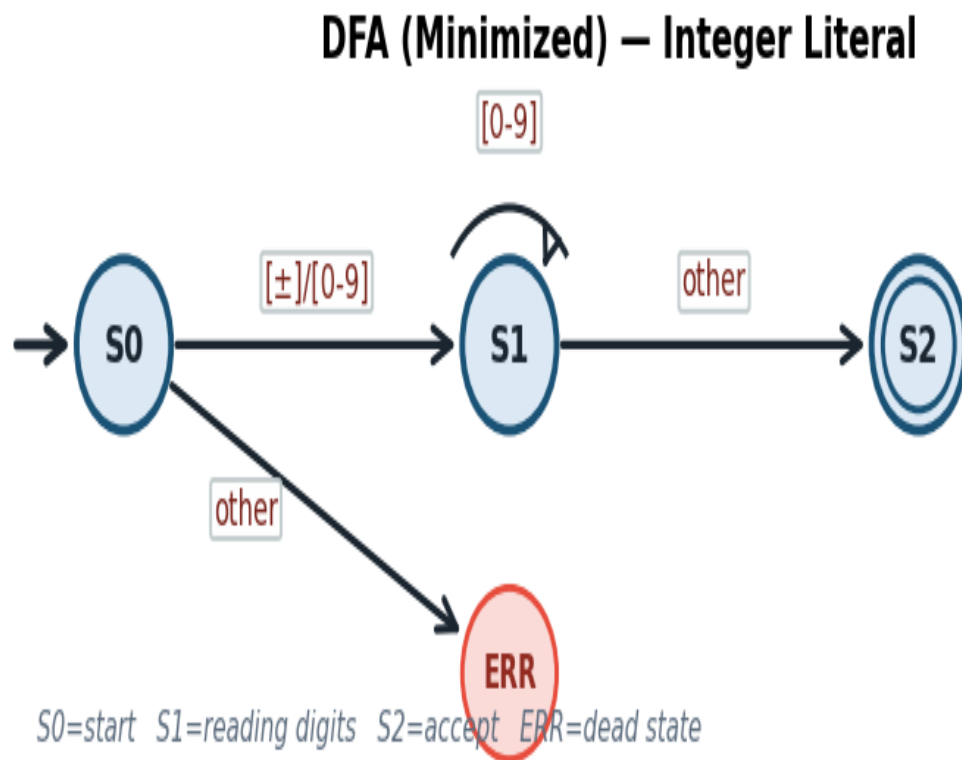 DFA (Minimized) — Integer Literal
[0-9]
[±]/[0-9]
other
S0
S1
S2
other
ERR
S0=start S1=reading digits S2=accept ERR=dead state